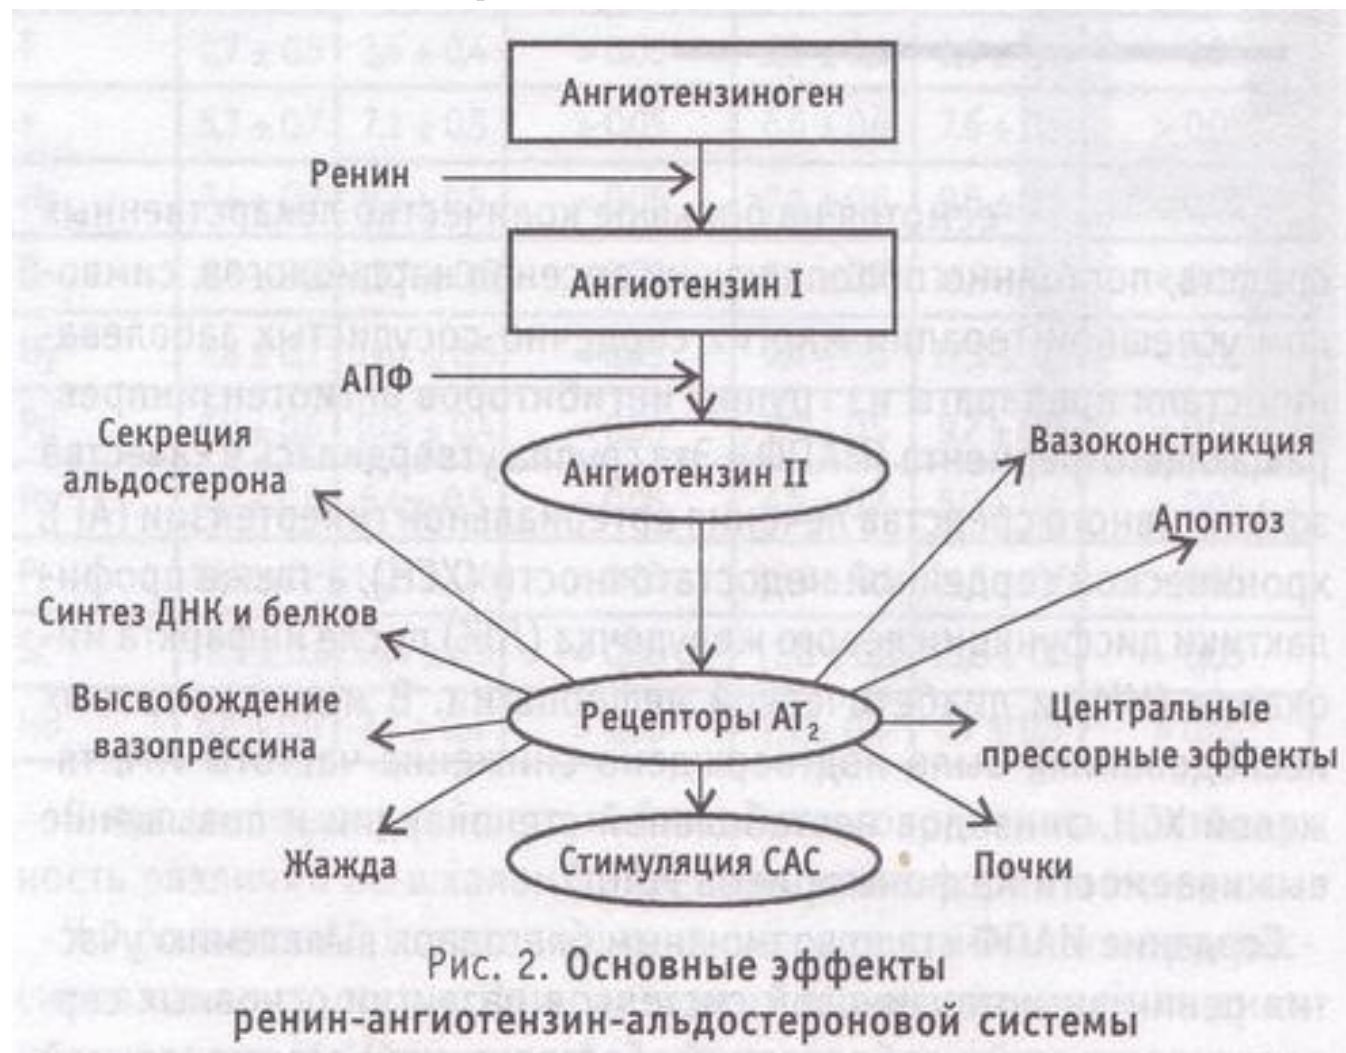 Ангиотензиноген
Ренин
Ангиотензин I
АПФ
Секреция
альдостерона
Ангиотензин II
Вазоконстрикция
Апоптоз
Синтез ДНК и белков
Высвобождение
вазопрессина
Рецепторы АТ₂
Центральные
прессорные эффекты
Жажда
Стимуляция САС
Почки
Рис. 2. Основные эффекты
ренин-ангиотензин-альдостероновой системы